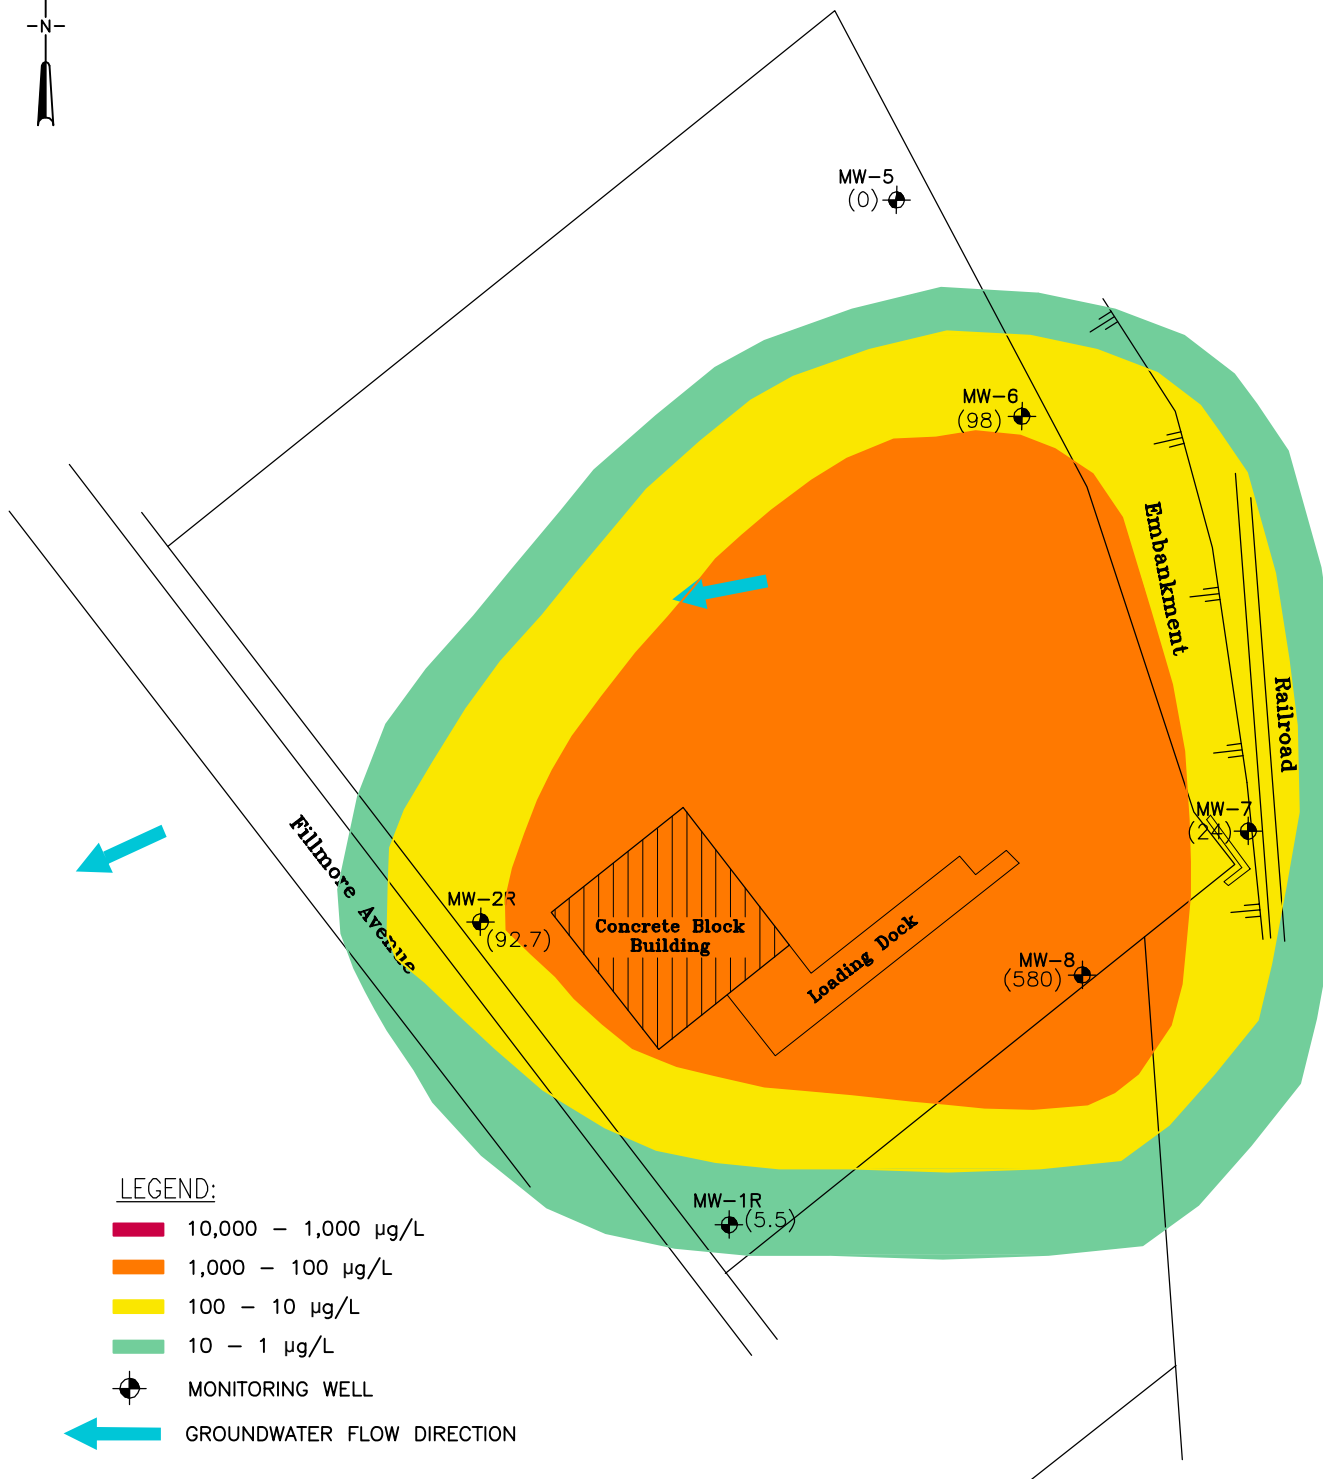 -N-
MW-5
(0)
MW-6
(98)
Embankment
Railroad
MW-7
(24)
Fillmore Avenue
MW-2R
(92.7)
Concrete Block
Building
Loading Dock
MW-8
(580)
MW-1R
(5.5)
LEGEND:
10,000 – 1,000 µg/L
1,000 – 100 µg/L
100 – 10 µg/L
10 – 1 µg/L
MONITORING WELL
GROUNDWATER FLOW DIRECTION